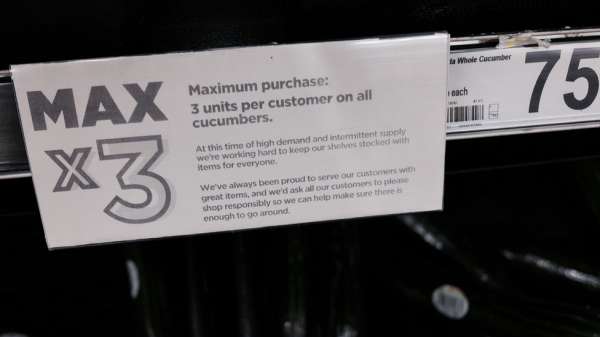 MAX
x3
Maximum purchase:
3 units per customer on all
cucumbers.
At this time of high demand and intermittent supply
we're working hard to keep our shelves stocked with
items for everyone.
We've always been proud to serve our customers with
great items, and we'd ask all our customers to please
shop responsibly so we can help make sure there is
enough to go around.
Whole Cucumber
each
75